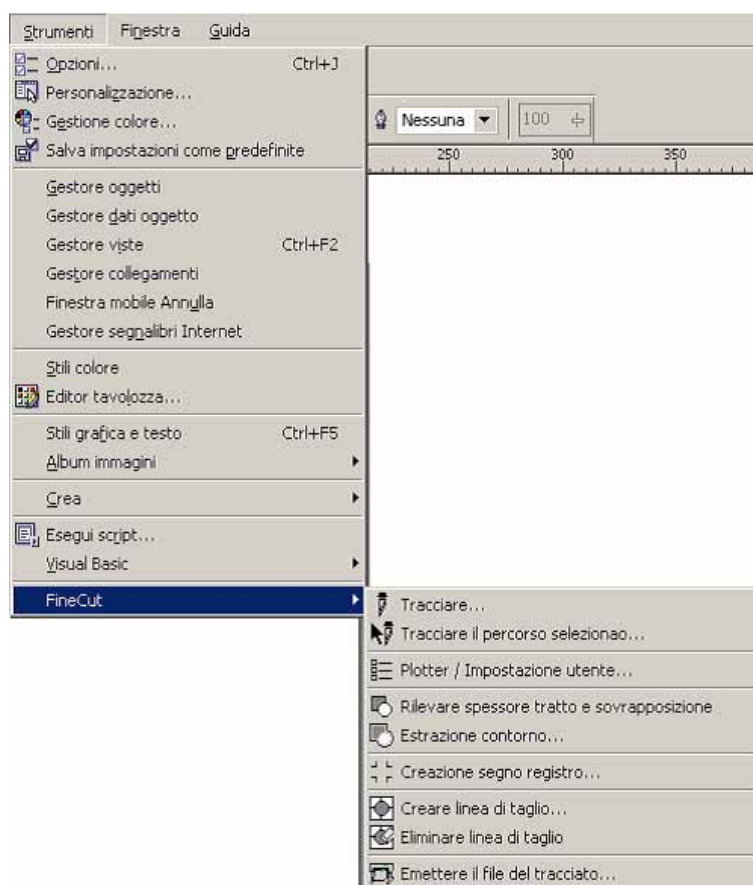 Strumenti Finestra Guida
Opzioni... Ctrl+J
Personalizzazione...
Gestione colore...
Salva impostazioni come predefinite
Nessuna 100
250 300 350
Gestore oggetti
Gestore dati oggetto
Gestore viste Ctrl+F2
Gestore collegamenti
Finestra mobile Annulla
Gestore segnalibri Internet
Stili colore
Editor tavolozza...
Stili grafica e testo Ctrl+F5
Album immagini
Crea
Esegui script...
Visual Basic
FineCut
Tracciare...
Tracciare il percorso selezionao...
Plotter / Impostazione utente...
Rilevare spessore tratto e sovrapposizione
Estrazione contorno...
Creazione segno registro...
Creare linea di taglio...
Eliminare linea di taglio
Emettere il file del tracciato...